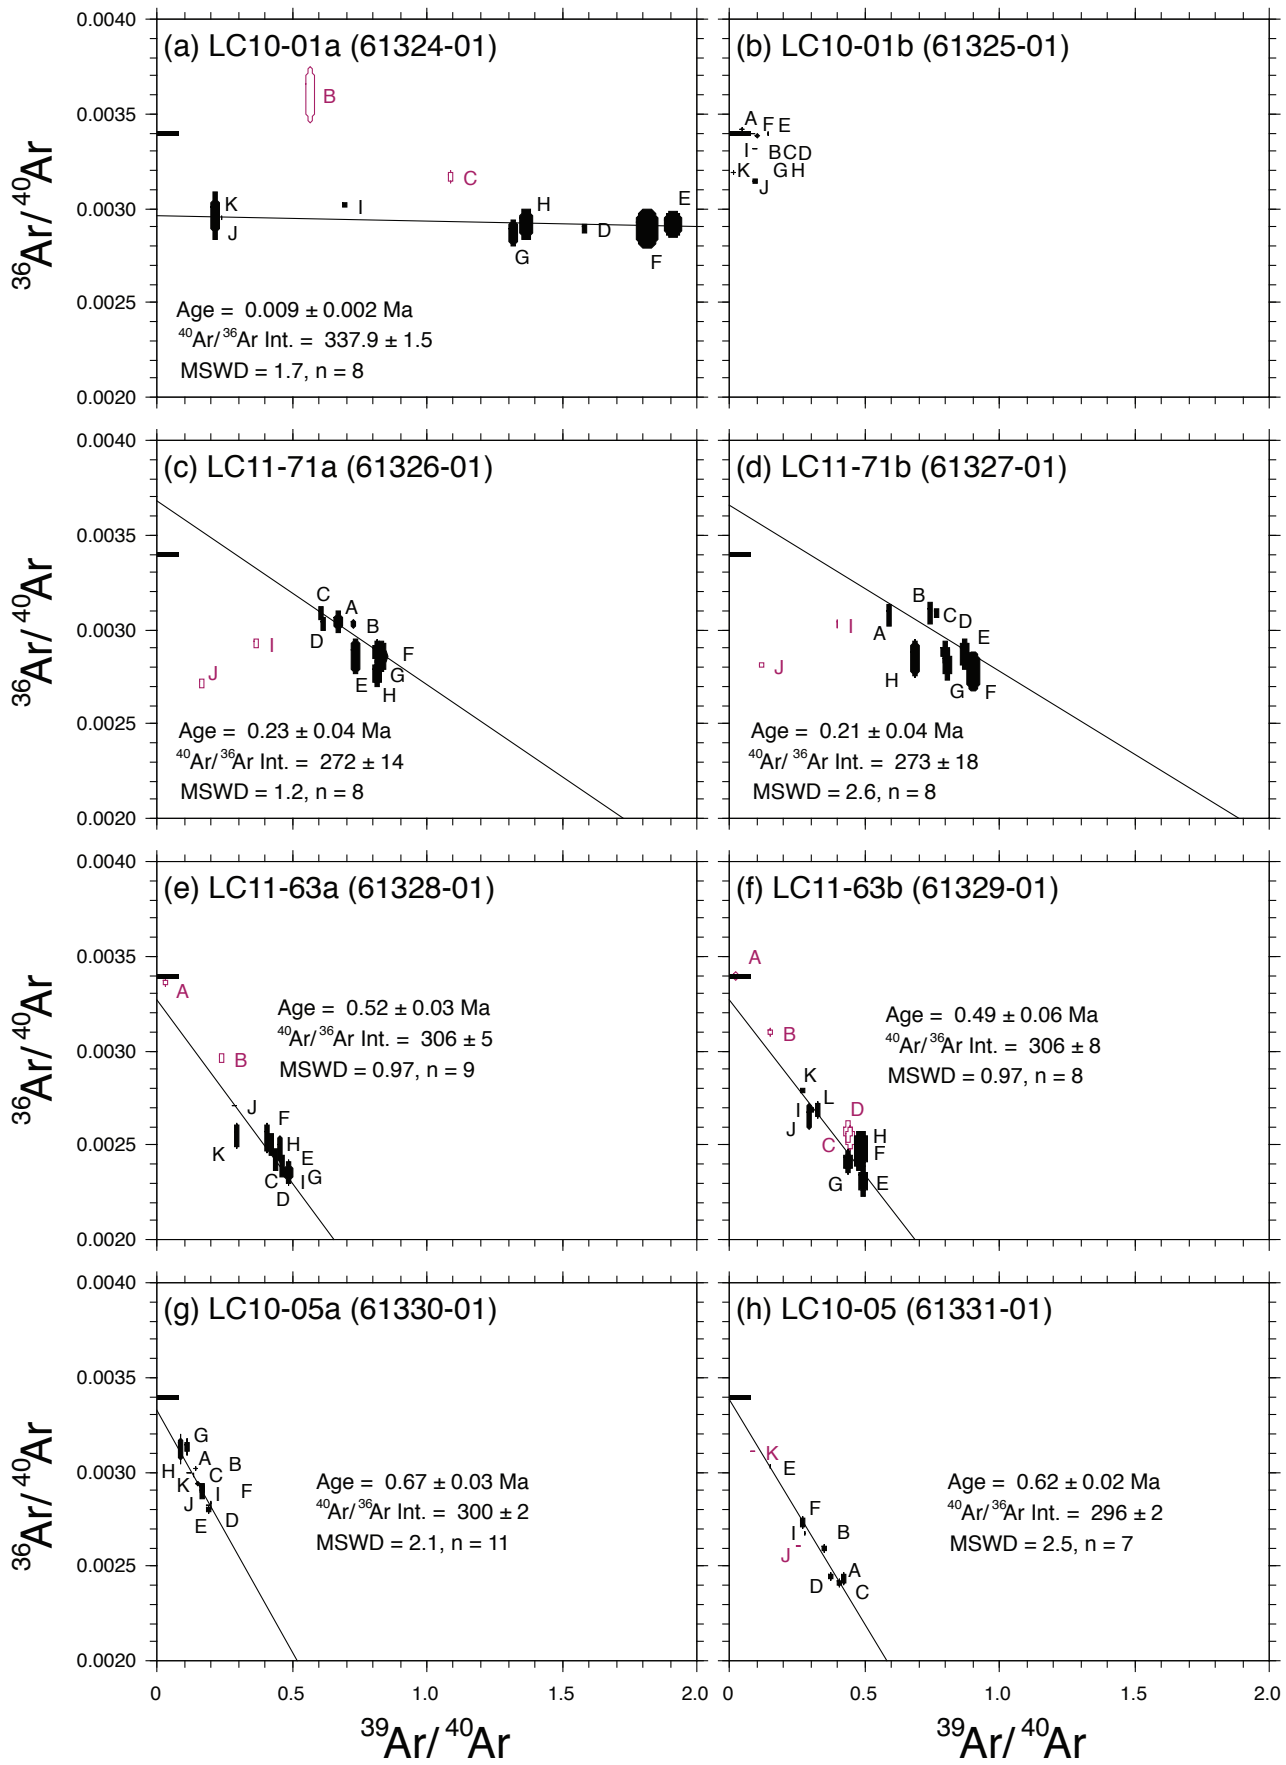 (a) LC10-01a (61324-01)
0.0040
0.0035
0.0030
0.0025
0.0020
³⁶Ar/⁴⁰Ar
B
C
K
J
I
H
G
D
E
F
Age = 0.009 ± 0.002 Ma
⁴⁰Ar/³⁶Ar Int. = 337.9 ± 1.5
MSWD = 1.7, n = 8
(b) LC10-01b (61325-01)
A F E
I B C D
K G H
J
(c) LC11-71a (61326-01)
0.0040
0.0035
0.0030
0.0025
0.0020
³⁶Ar/⁴⁰Ar
C
A
D
B
I
F
J
E
G
H
Age = 0.23 ± 0.04 Ma
⁴⁰Ar/³⁶Ar Int. = 272 ± 14
MSWD = 1.2, n = 8
(d) LC11-71b (61327-01)
B
C
D
I
A
E
J
H
G
F
Age = 0.21 ± 0.04 Ma
⁴⁰Ar/³⁶Ar Int. = 273 ± 18
MSWD = 2.6, n = 8
(e) LC11-63a (61328-01)
0.0040
0.0035
0.0030
0.0025
0.0020
³⁶Ar/⁴⁰Ar
A
Age = 0.52 ± 0.03 Ma
⁴⁰Ar/³⁶Ar Int. = 306 ± 5
MSWD = 0.97, n = 9
B
J
F
K
H
E
C
I
G
D
(f) LC11-63b (61329-01)
A
Age = 0.49 ± 0.06 Ma
⁴⁰Ar/³⁶Ar Int. = 306 ± 8
MSWD = 0.97, n = 8
B
K
L
I
D
J
C
H
F
G
E
(g) LC10-05a (61330-01)
0.0040
0.0035
0.0030
0.0025
0.0020
³⁶Ar/⁴⁰Ar
G
A
B
H
C
K
I
F
J
E
D
Age = 0.67 ± 0.03 Ma
⁴⁰Ar/³⁶Ar Int. = 300 ± 2
MSWD = 2.1, n = 11
(h) LC10-05 (61331-01)
K
E
F
I
B
J
A
D
C
Age = 0.62 ± 0.02 Ma
⁴⁰Ar/³⁶Ar Int. = 296 ± 2
MSWD = 2.5, n = 7
0 0.5 1.0 1.5 2.0
0 0.5 1.0 1.5 2.0
³⁹Ar/⁴⁰Ar
³⁹Ar/⁴⁰Ar